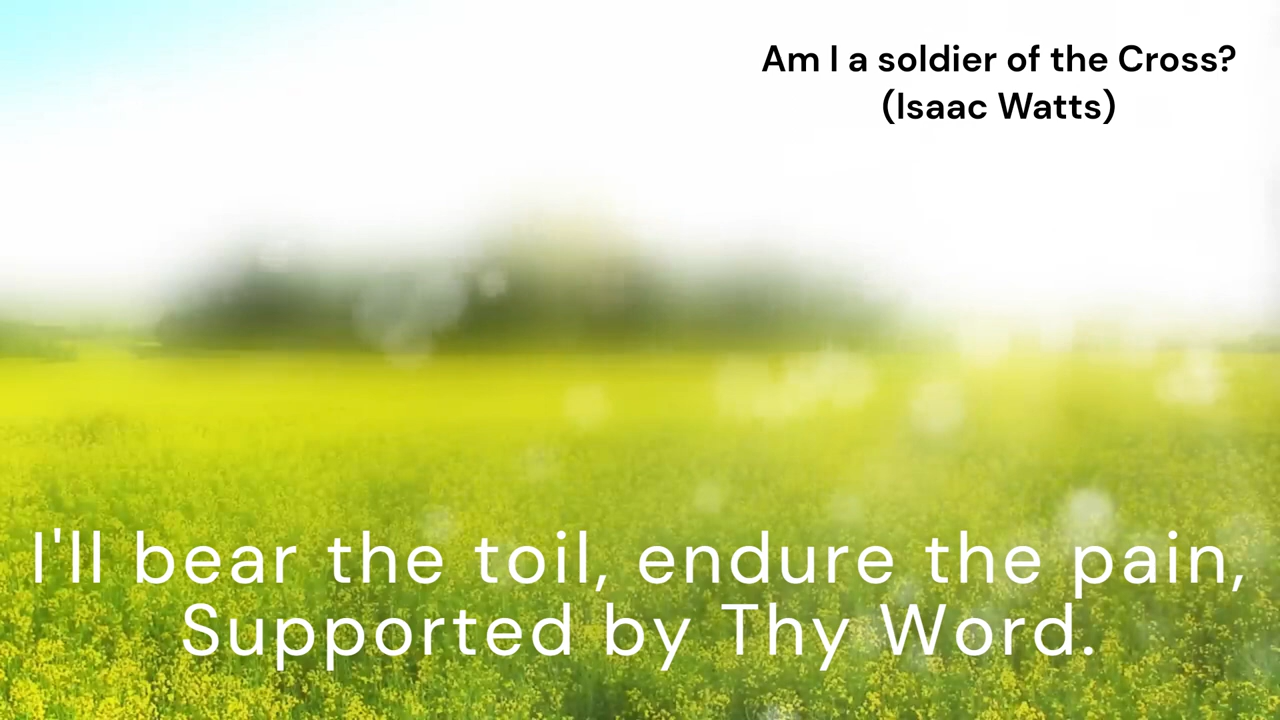 Am I a soldier of the Cross?
(Isaac Watts)
I'll bear the toil, endure the pain,
Supported by Thy Word.